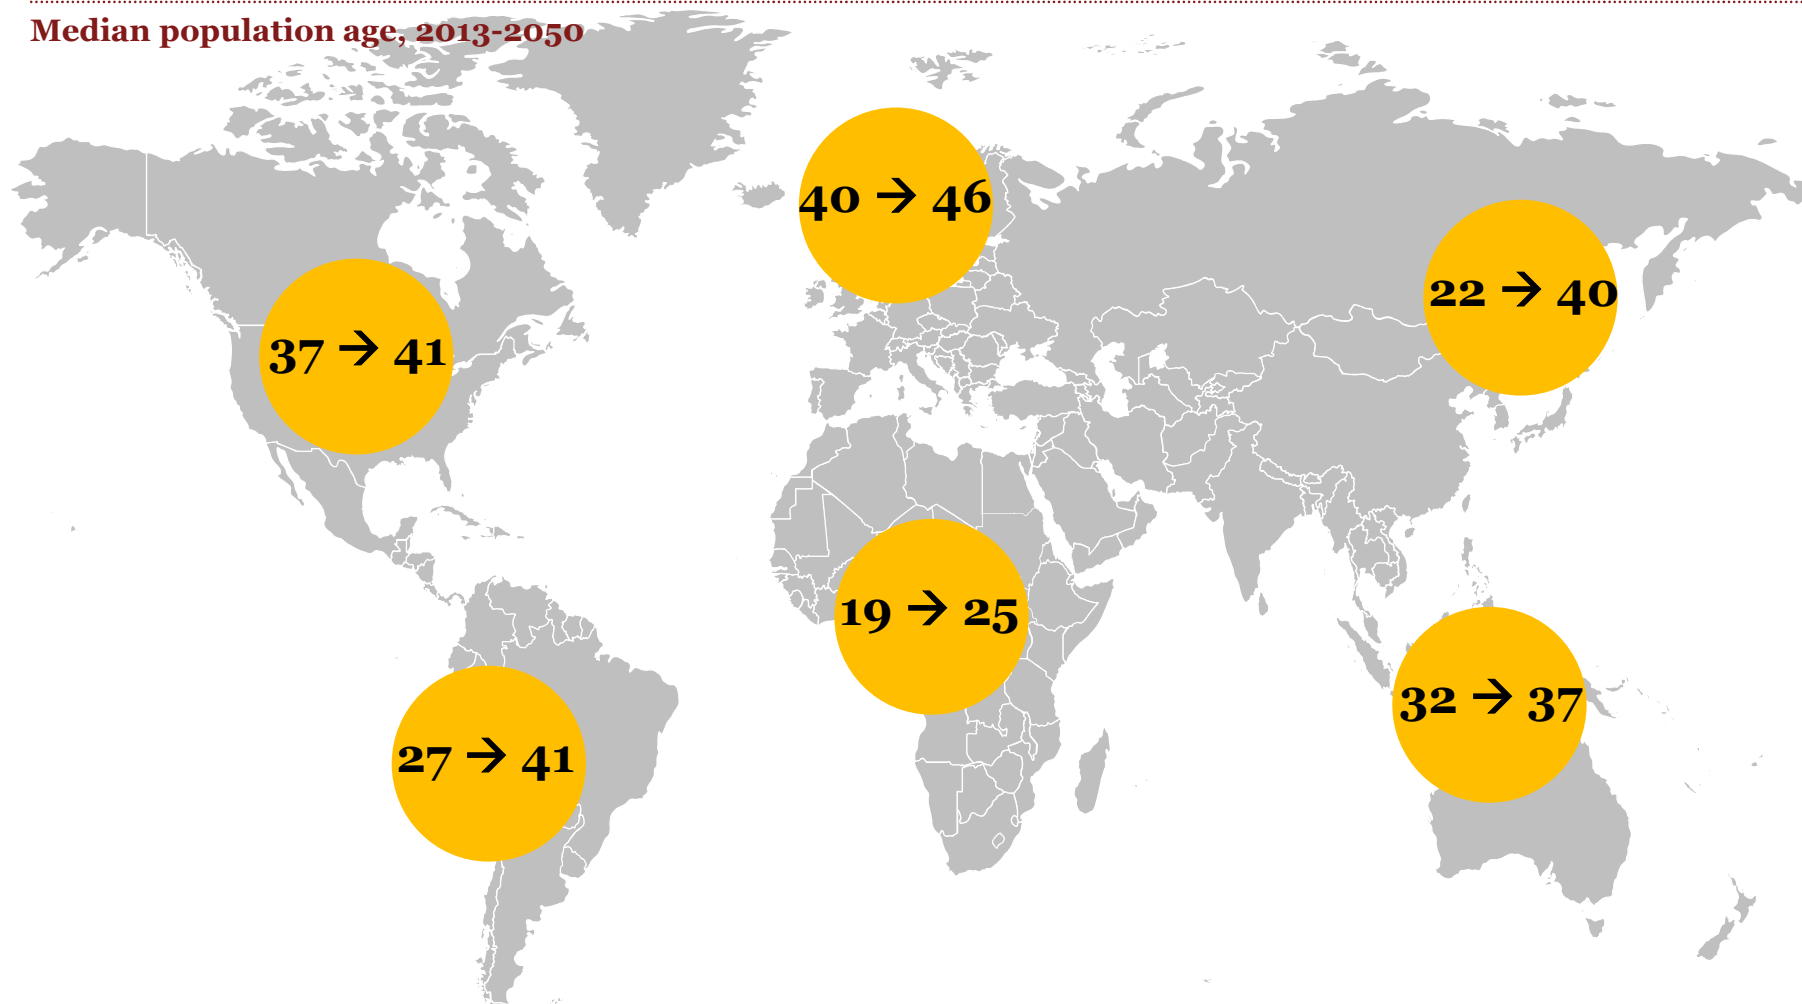 Median population age, 2013-2050
40 → 46
22 → 40
37 → 41
19 → 25
32 → 37
27 → 41